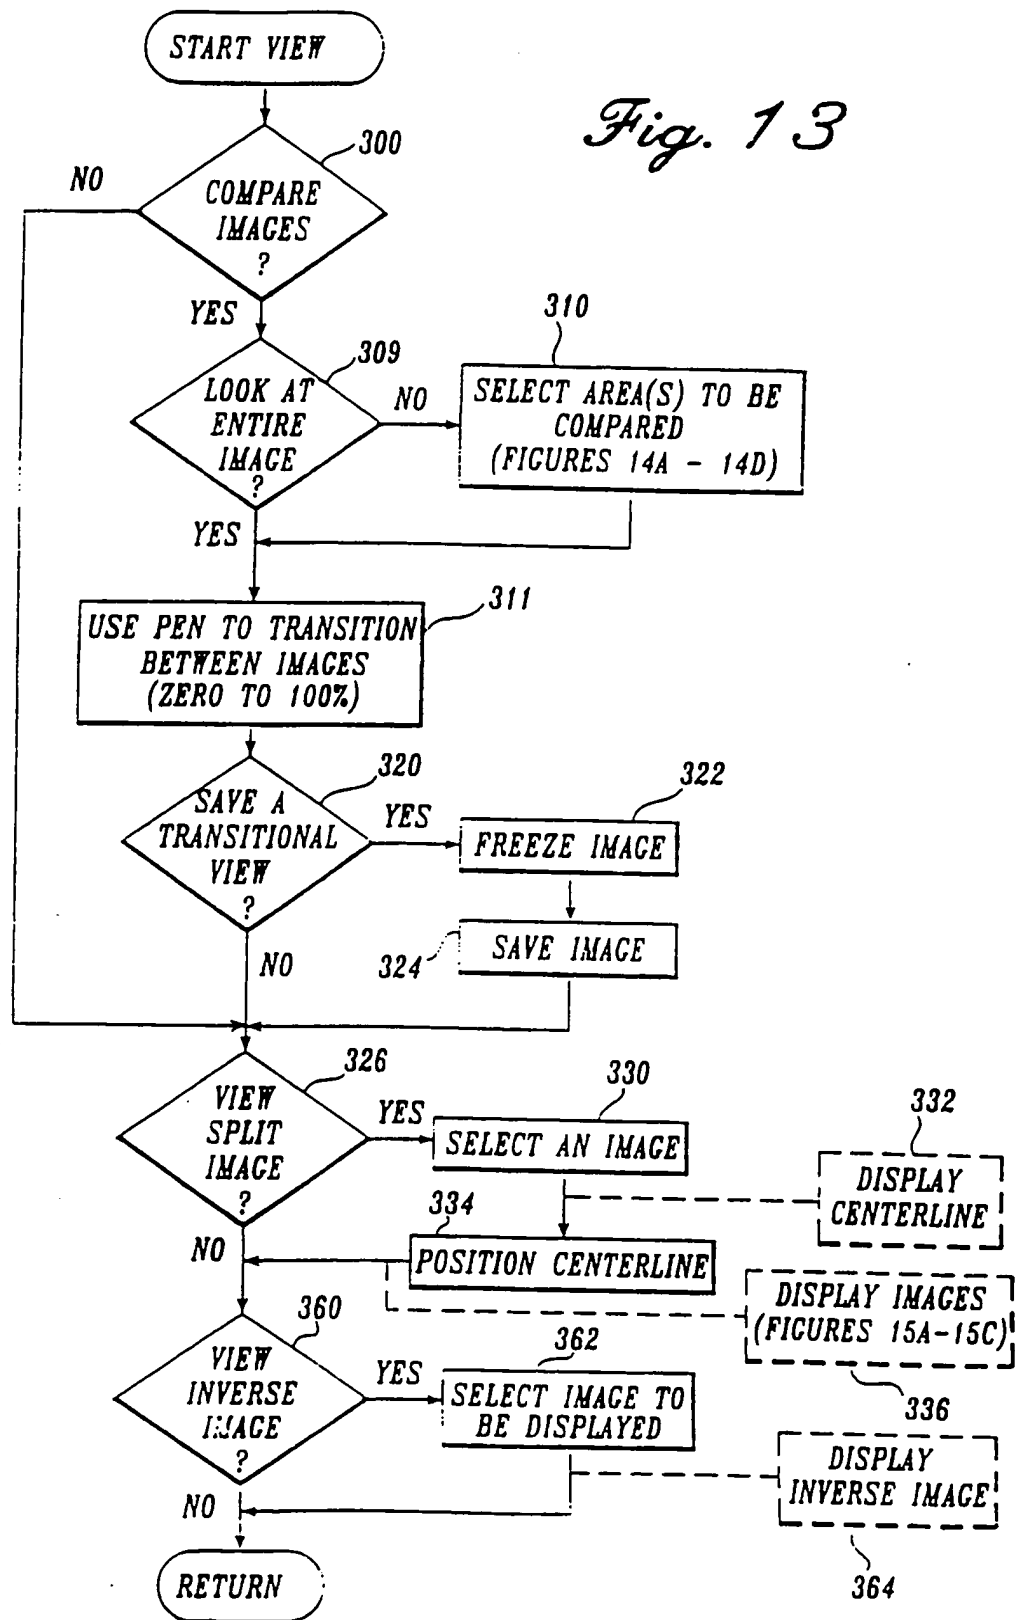 START VIEW
Fig. 13
300
NO
COMPARE
IMAGES
?
YES
310
309
LOOK AT
ENTIRE
IMAGE
?
NO
SELECT AREA(S) TO BE
COMPARED
(FIGURES 14A - 14D)
YES
311
USE PEN TO TRANSITION
BETWEEN IMAGES
(ZERO TO 100%)
320
322
SAVE A
TRANSITIONAL
VIEW
?
YES
FREEZE IMAGE
324
SAVE IMAGE
NO
326
330
VIEW
SPLIT
IMAGE
?
YES
SELECT AN IMAGE
332
DISPLAY
CENTERLINE
334
NO
POSITION CENTERLINE
DISPLAY IMAGES
(FIGURES 15A-15C)
336
360
362
VIEW
INVERSE
IMAGE
?
YES
SELECT IMAGE TO
BE DISPLAYED
DISPLAY
INVERSE IMAGE
364
NO
RETURN